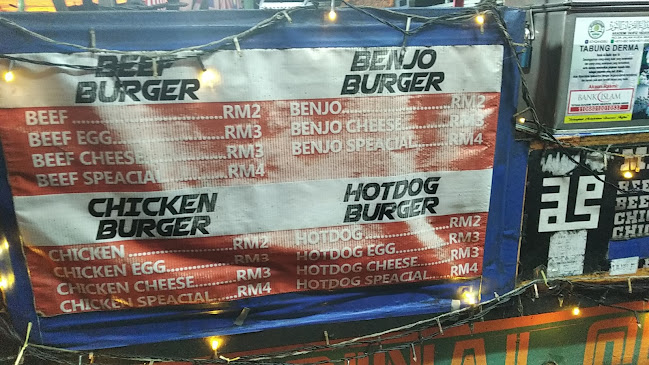 BEEF
BURGER
BEEF..................RM2
BEEF EGG..................RM3
BEEF CHEESE..................RM3
BEEF SPEACIAL..................RM4
BENJO
BURGER
BENJO..................RM2
BENJO CHEESE..................RM3
BENJO SPEACIAL..................RM4
CHICKEN
BURGER
CHICKEN ..................RM2
CHICKEN EGG..................RM3
CHICKEN CHEESE..................RM3
CHICKEN SPEACIAL..................RM4
HOTDOG
BURGER
HOTDOG..................RM2
HOTDOG EGG..................RM3
HOTDOG CHEESE..................RM3
HOTDOG SPEACIAL..................RM4
TABUNG DERMA
BANK ISLAM